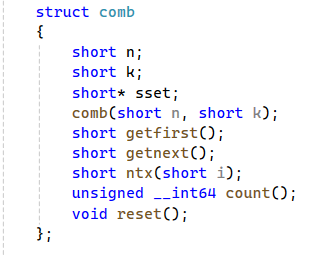 struct comb
{
short n;
short k;
short* sset;
comb(short n, short k);
short getfirst();
short getnext();
short ntx(short i);
unsigned __int64 count();
void reset();
};